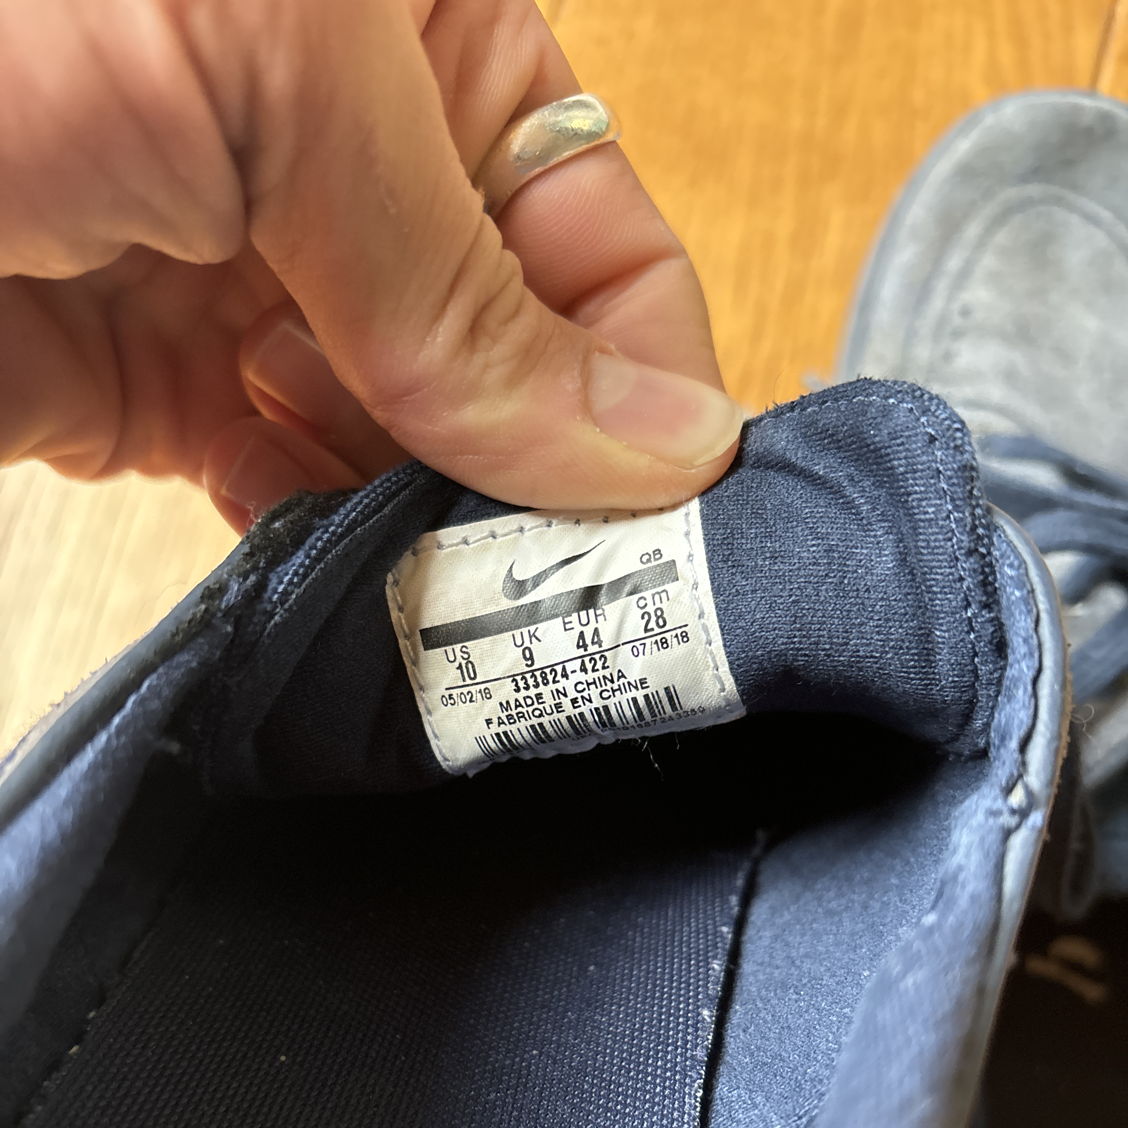 QB
US UK EUR cm
10 9 44 28
05/02/18 333824-422 07/18/18
MADE IN CHINA
FABRIQUE EN CHINE